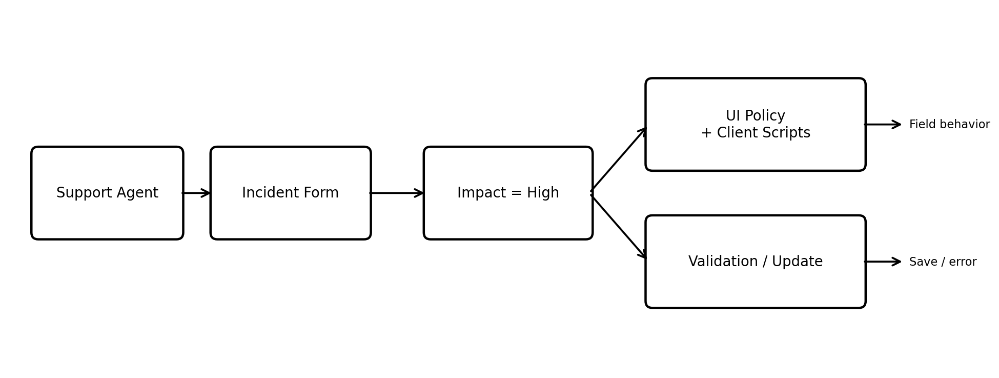 Support Agent
Incident Form
Impact = High
UI Policy
+ Client Scripts
Field behavior
Validation / Update
Save / error